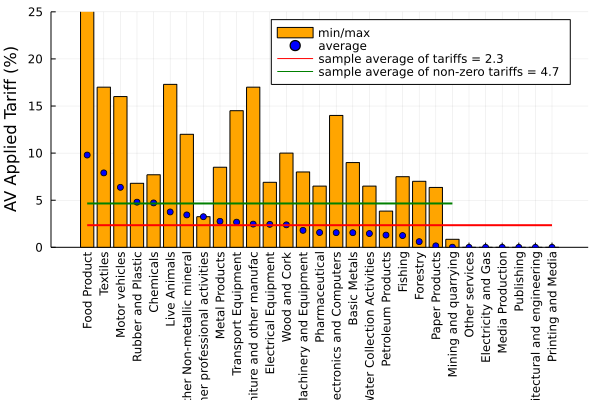 AV Applied Tariff (%)
25
20
15
10
5
0
min/max
average
sample average of tariffs = 2.3
sample average of non-zero tariffs = 4.7
Food Product
Textiles
Motor vehicles
Rubber and Plastic
Chemicals
Live Animals
ther Non-metallic mineral
her professional activities
Metal Products
Transport Equipment
niture and other manufac
Electrical Equipment
Wood and Cork
Machinery and Equipment
Pharmaceutical
ectronics and Computers
Basic Metals
Water Collection Activities
Petroleum Products
Fishing
Forestry
Paper Products
Mining and quarrying
Other services
Electricity and Gas
Media Production
Publishing
itectural and engineering
Printing and Media